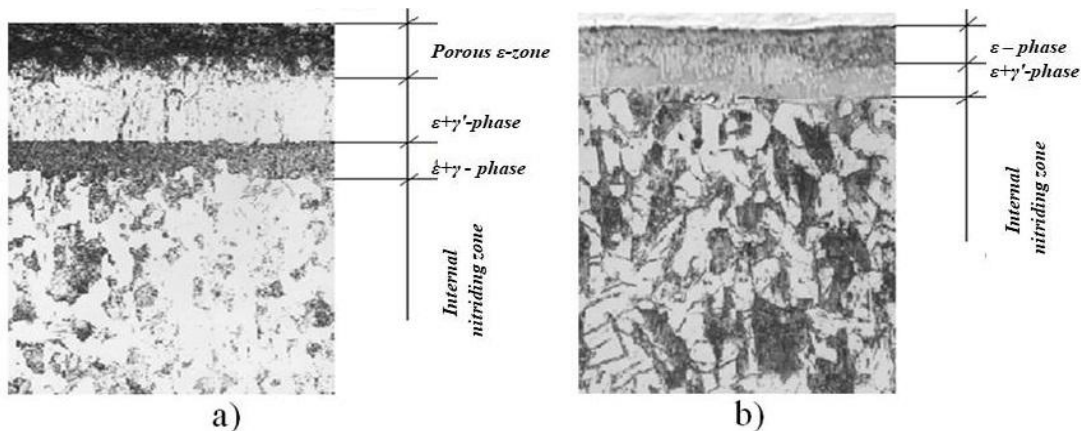 Porous ε-zone
ε+γ'-phase
ε+γ - phase
Internal
nitriding zone
a)
ε – phase
ε+γ'-phase
Internal
nitriding zone
b)